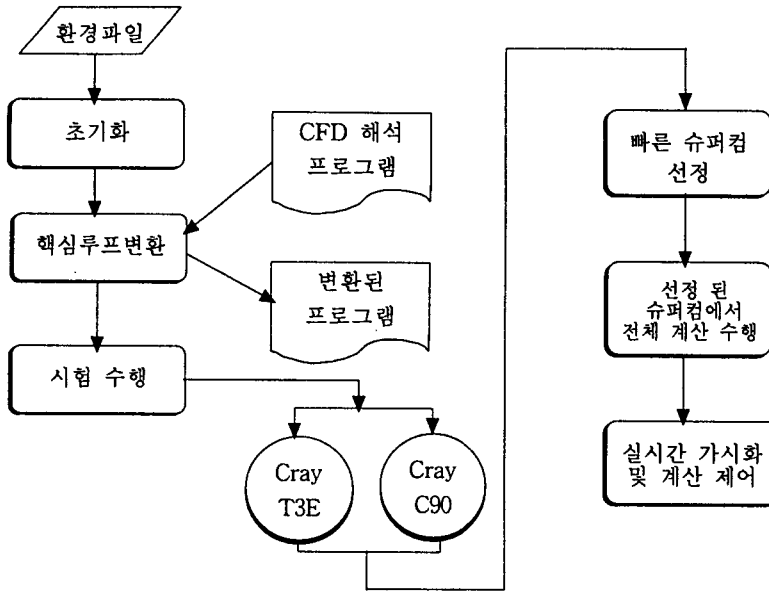 환경파일
초기화
CFD 해석
프로그램
핵심루프변환
변환된
프로그램
시험 수행
Cray
T3E
Cray
C90
빠른 슈퍼컴
선정
선정 된
슈퍼컴에서
전체 계산 수행
실시간 가시화
및 계산 제어